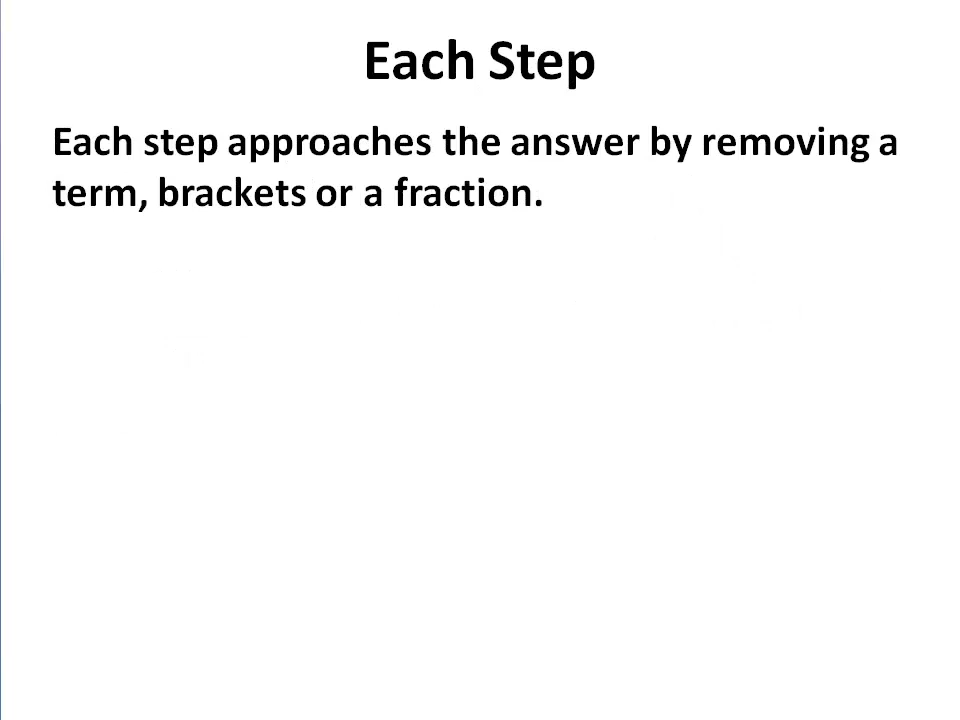 Each Step
Each step approaches the answer by removing a
term, brackets or a fraction.